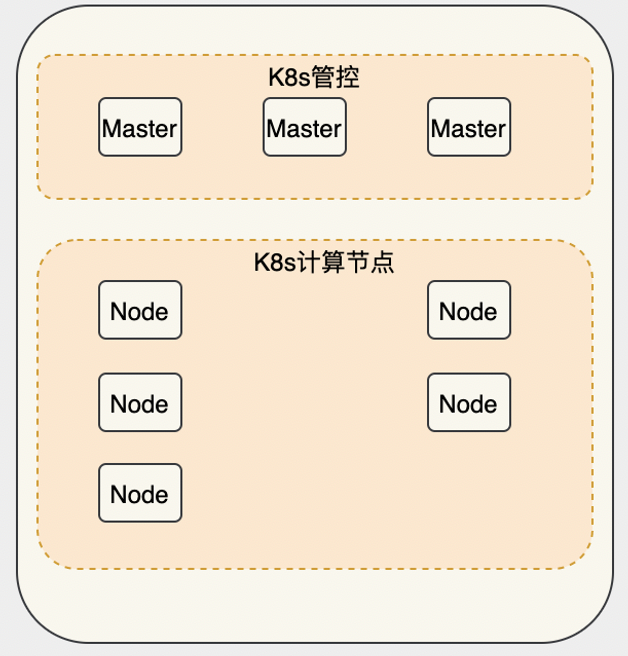 K8s管控
Master Master Master
K8s计算节点
Node Node
Node Node
Node